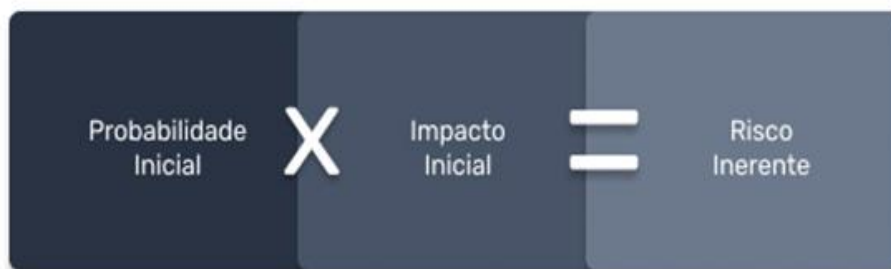 Probabilidade
Inicial
X
Impacto
Inicial
=
Risco
Inerente